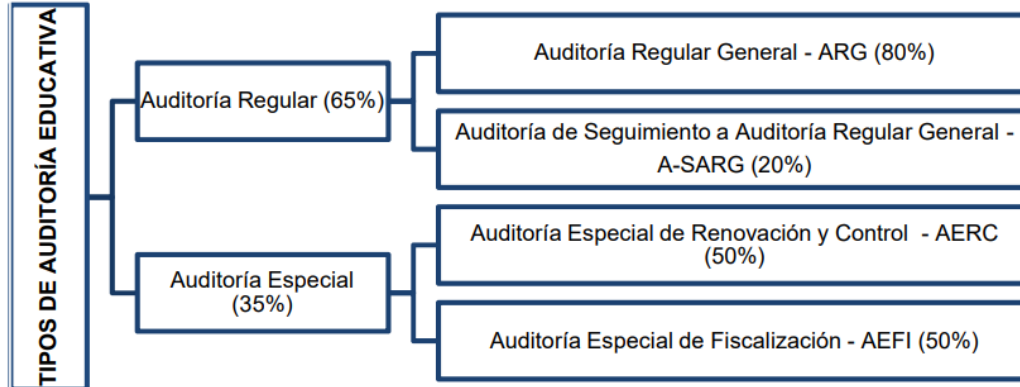 TIPOS DE AUDITORÍA EDUCATIVA
Auditoría Regular (65%)
Auditoría Regular General - ARG (80%)
Auditoría de Seguimiento a Auditoría Regular General -
A-SARG (20%)
Auditoría Especial
(35%)
Auditoría Especial de Renovación y Control - AERC
(50%)
Auditoría Especial de Fiscalización - AEFI (50%)